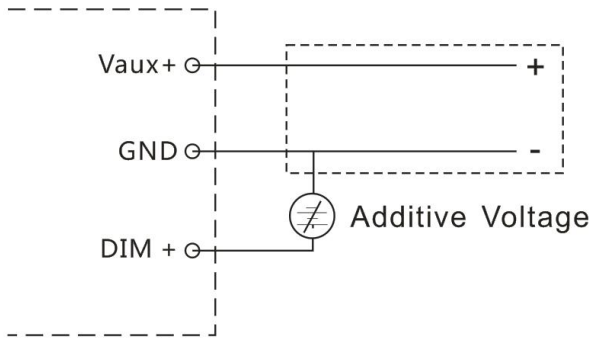 Vaux+
+
GND
-
Additive Voltage
DIM +